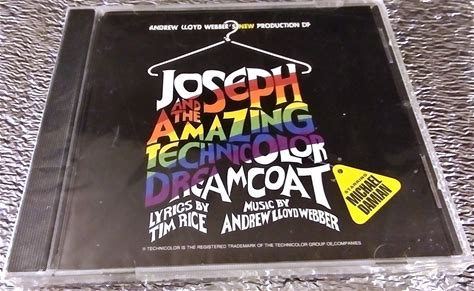 ANDREW LLOYD WEBBER'S NEW PRODUCTION OF
JOSEPH
AND THE
AMAZING
TECHNICOLOR
DREAMCOAT
LYRICS BY
TIM RICE
MUSIC BY
ANDREW LLOYD WEBBER
STARRING
MICHAEL
DAMIAN
® TECHNICOLOR IS THE REGISTERED TRADEMARK OF THE TECHNICOLOR GROUP OF COMPANIES